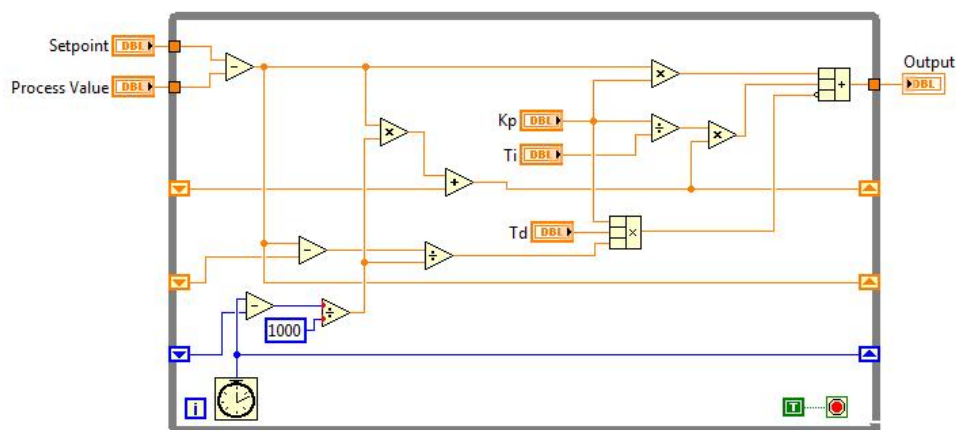 Setpoint DBL
Process Value DBL
Output
DBL
Kp DBL
Ti DBL
Td DBL
1000
i
T